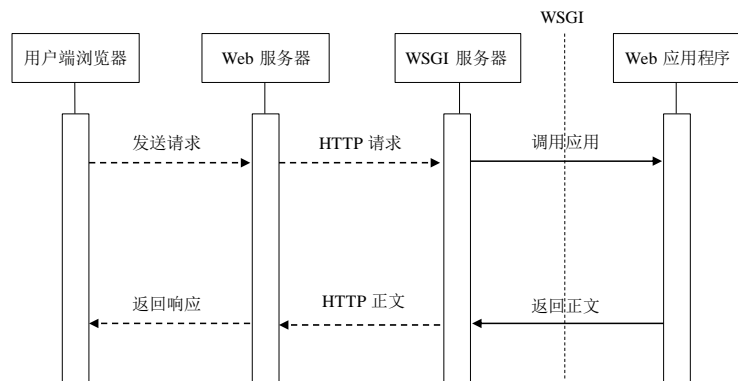 WSGI
用户端浏览器
Web 服务器
WSGI 服务器
Web 应用程序
发送请求
HTTP 请求
调用应用
返回响应
HTTP 正文
返回正文